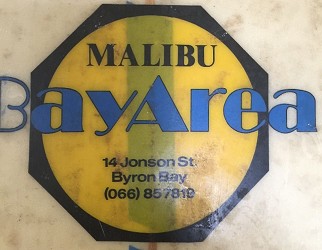 MALIBU
BayArea
14 Jonson St.
Byron Bay
(066) 857819